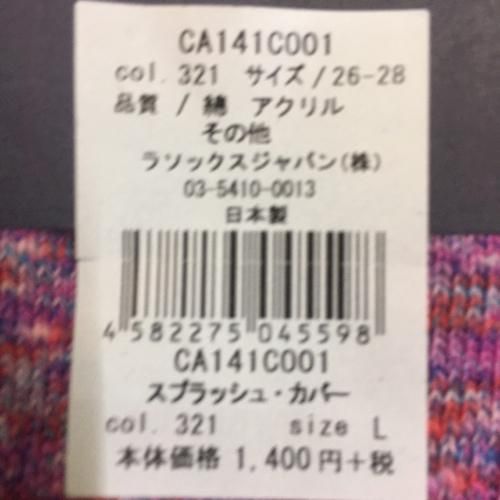 CA141C001
col. 321 サイズ/26-28
品質 / 綿 アクリル
その他
ラソックスジャパン(株)
03-5410-0013
日本製
4 582275 045598
CA141C001
スプラッシュ・カバー
col. 321 size L
本体価格 1,400円+税